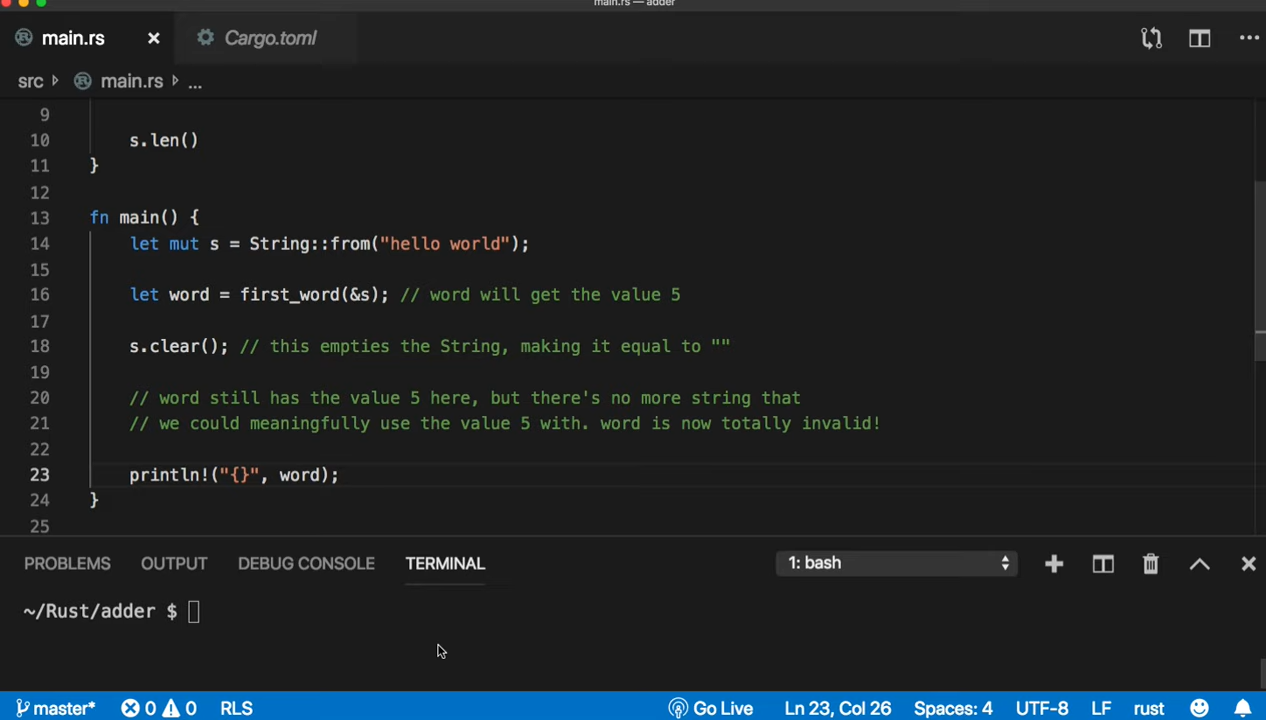 main.rs — adder
main.rs Cargo.toml
src main.rs ...
9
10 s.len()
11 }
12
13 fn main() {
14 let mut s = String::from("hello world");
15
16 let word = first_word(&s); // word will get the value 5
17
18 s.clear(); // this empties the String, making it equal to ""
19
20 // word still has the value 5 here, but there's no more string that
21 // we could meaningfully use the value 5 with. word is now totally invalid!
22
23 println!("{}", word);
24 }
25
PROBLEMS OUTPUT DEBUG CONSOLE TERMINAL 1: bash
~/Rust/adder $
master* 0 0 RLS Go Live Ln 23, Col 26 Spaces: 4 UTF-8 LF rust